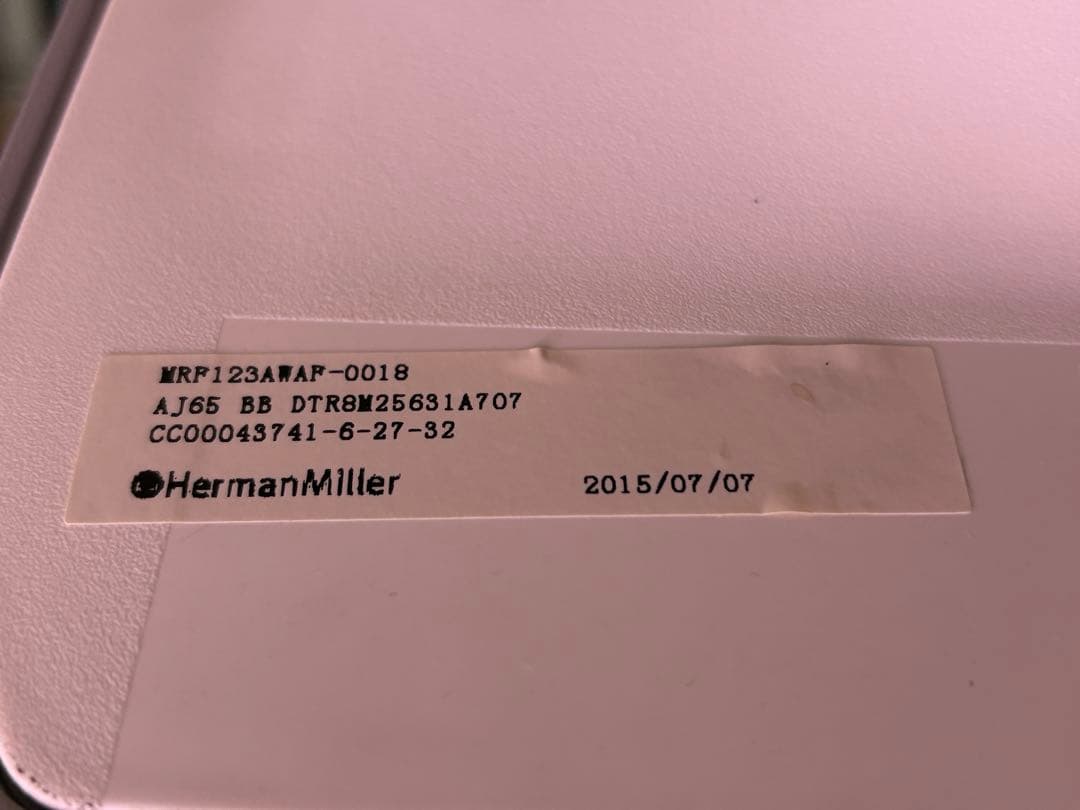 MRF123AWAF-0018
AJ65 BB DTR8M25631A707
CC00043741-6-27-32
HermanMiller 2015/07/07